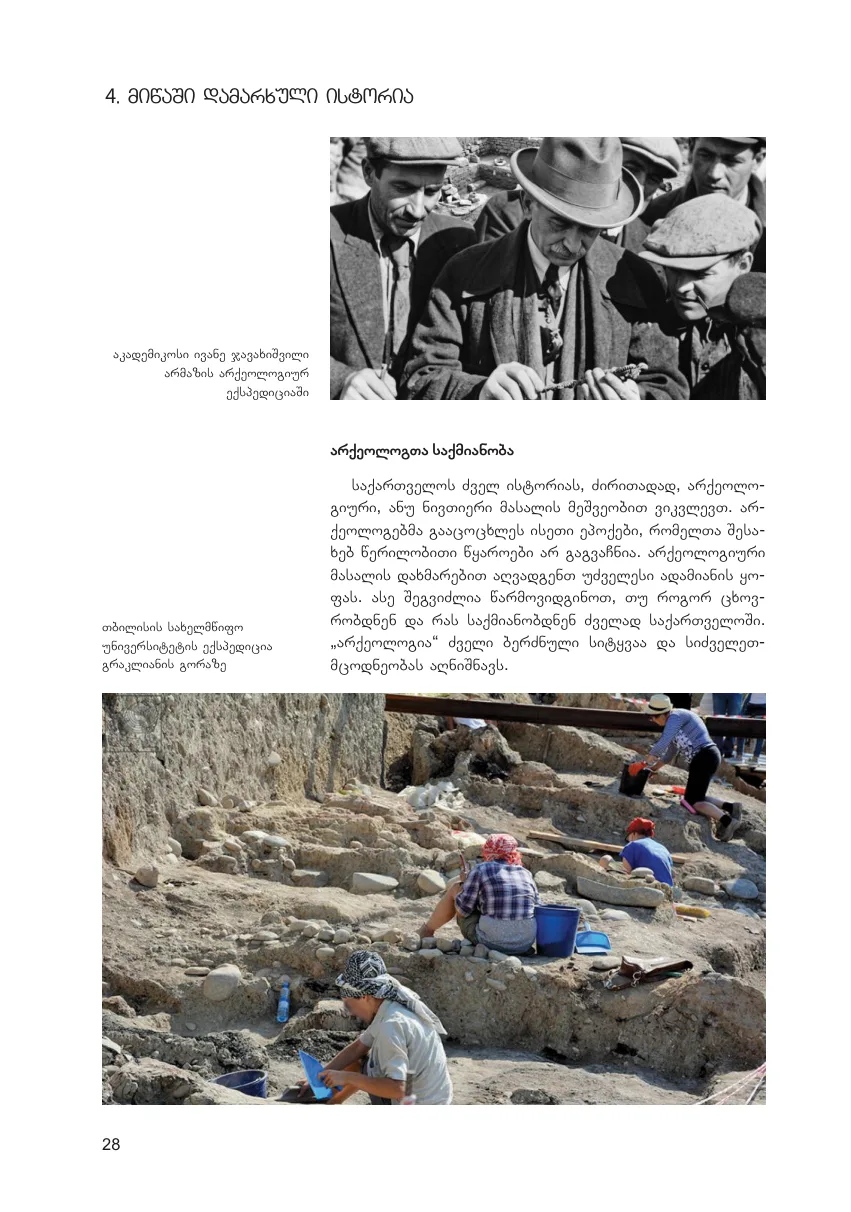 4. მიწაში დამარხული ისტორია
აკადემიკოსი ივანე ჯავახიშვილი
არმაზის არქეოლოგიურ
ექსპედიციაში
არქეოლოგთა საქმიანობა
საქართველოს ძველ ისტორიას, ძირითადად, არქეოლო-
გიური, ანუ ნივთიერი მასალის მეშვეობით ვიკვლევთ. არ-
ქეოლოგებმა გააცოცხლეს ისეთი ეპოქები, რომელთა შესა-
ხებ წერილობითი წყაროები არ გაგვაჩნია. არქეოლოგიური
მასალის დახმარებით აღვადგენთ უძველესი ადამიანის ყო-
ფას. ასე შეგვიძლია წარმოვიდგინოთ, თუ როგორ ცხოვ-
რობდნენ და რას საქმიანობდნენ ძველად საქართველოში.
„არქეოლოგია“ ძველი ბერძნული სიტყვაა და სიძველეთ-
მცოდნეობას აღნიშნავს.
თბილისის სახელმწიფო
უნივერსიტეტის ექსპედიცია
გრაკლიანის გორაზე
28